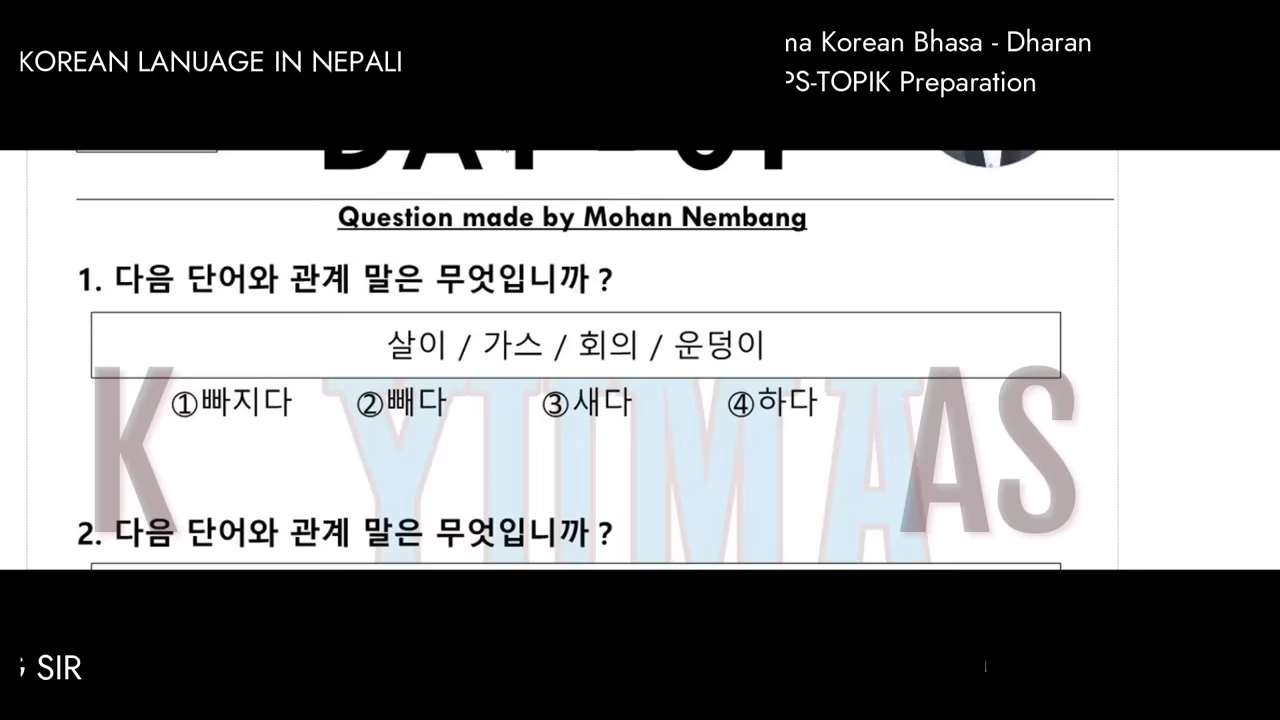 KOREAN LANUAGE IN NEPALI
na Korean Bhasa - Dharan
PS-TOPIK Preparation
Question made by Mohan Nembang
1. 다음 단어와 관계 말은 무엇입니까 ?
살이 / 가스 / 회의 / 운덩이
①빠지다 ②빼다 ③새다 ④하다
K YUMA AS
2. 다음 단어와 관계 말은 무엇입니까 ?
SIR